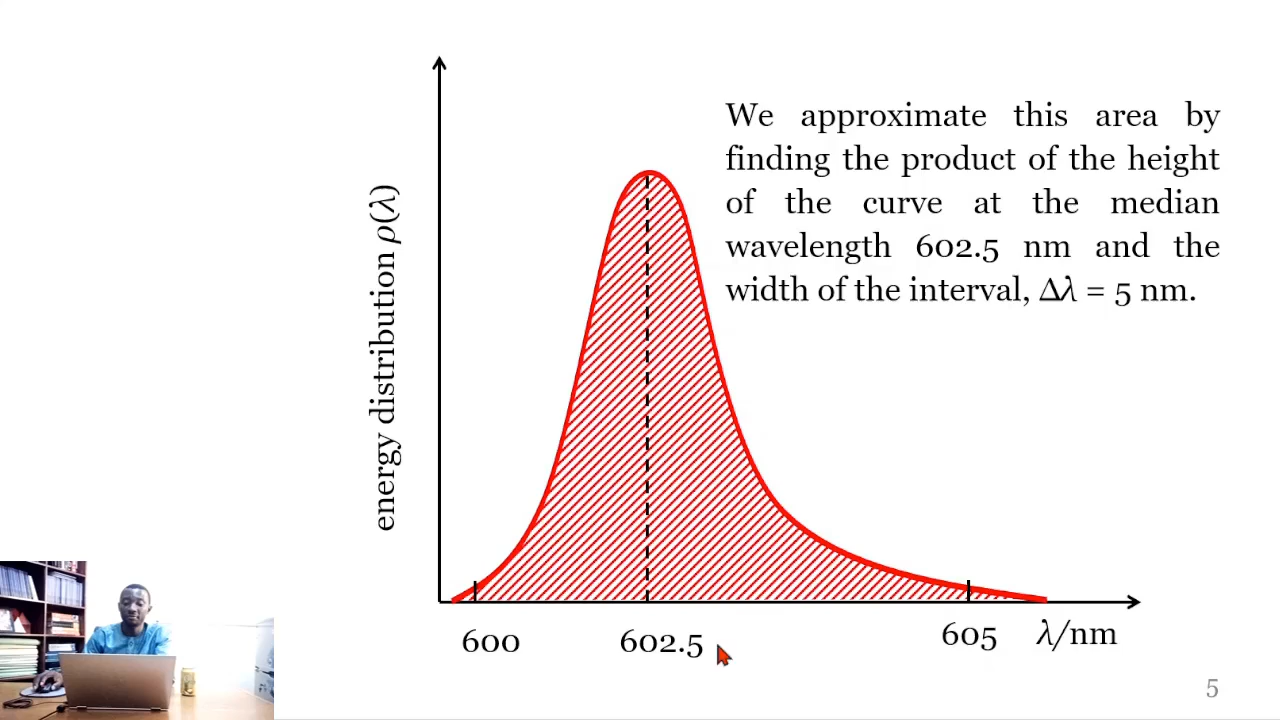 We approximate this area by
finding the product of the height
of the curve at the median
wavelength 602.5 nm and the
width of the interval, Δλ = 5 nm.
energy distribution ρ(λ)
600
602.5
605
λ/nm
5